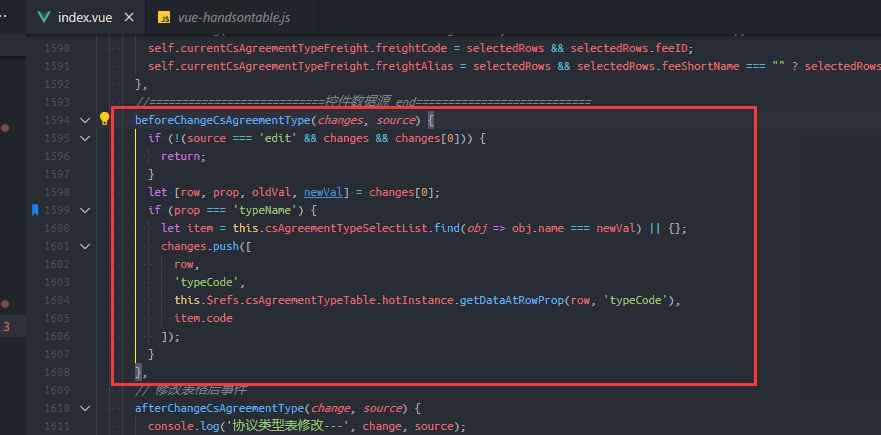 index.vue
JS vue-handsontable.js
1590 self.currentCsAgreementTypeFreight.freightCode = selectedRows && selectedRows.feeID;
1591 self.currentCsAgreementTypeFreight.freightAlias = selectedRows && selectedRows.feeShortName === "" ? selectedRows
1592 },
1593 //===========================控件数据源 end===========================
1594 beforeChangeCsAgreementType(changes, source) {
1595 if (!(source === 'edit' && changes && changes[0])) {
1596 return;
1597 }
1598 let [row, prop, oldVal, newVal] = changes[0];
1599 if (prop === 'typeName') {
1600 let item = this.csAgreementTypeSelectList.find(obj => obj.name === newVal) || {};
1601 changes.push([
1602 row,
1603 'typeCode',
1604 this.$refs.csAgreementTypeTable.hotInstance.getDataAtRowProp(row, 'typeCode'),
1605 item.code
1606 ]);
1607 }
1608 },
1609 // 修改表格后事件
1610 afterChangeCsAgreementType(change, source) {
3
1611 console.log('协议类型表修改---', change, source);